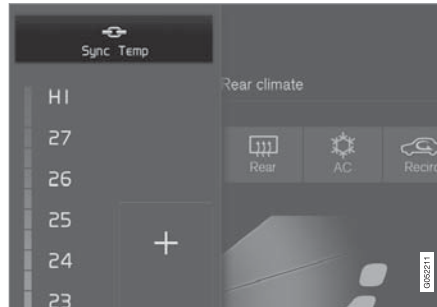 Sync Temp
HI
27
26
25
24
23
+
Rear climate
Rear
AC
Recirc
G052211